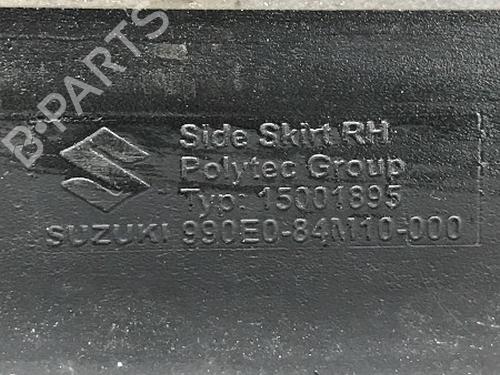 B-PARTS
Side Skirt RH
Polytec Group
Typ: 15001895
SUZUKI 990E0-84M10-000